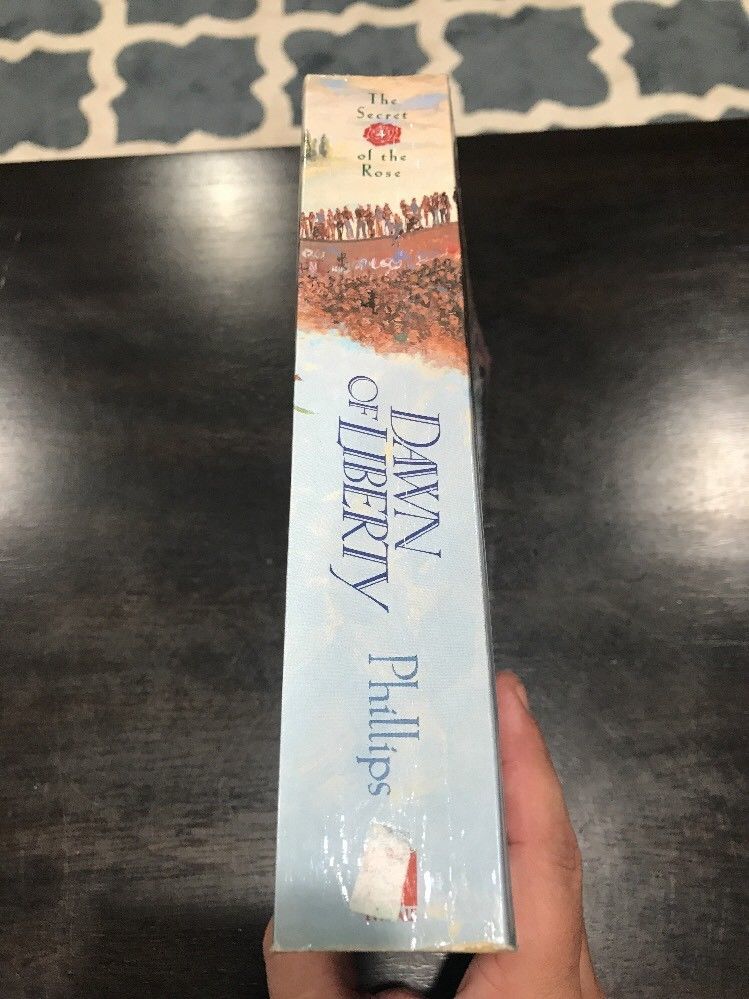 The
Secret
4
of the
Rose
DAWN
OF LIBERTY
Phillips